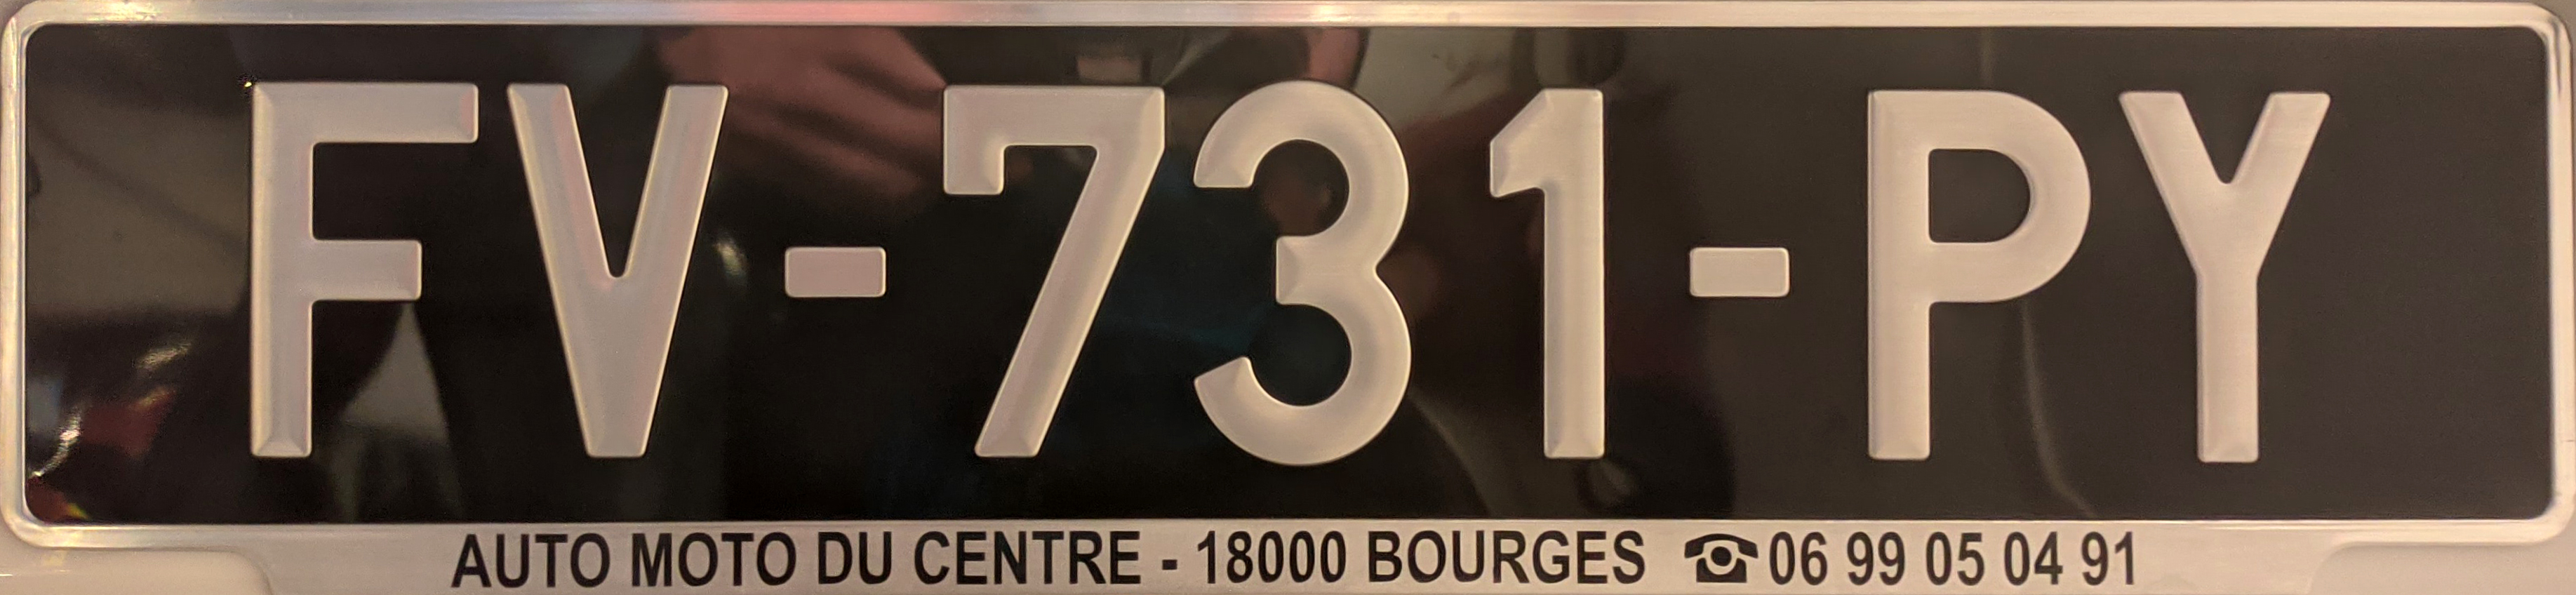 FV-731-PY
AUTO MOTO DU CENTRE - 18000 BOURGES ☎06 99 05 04 91